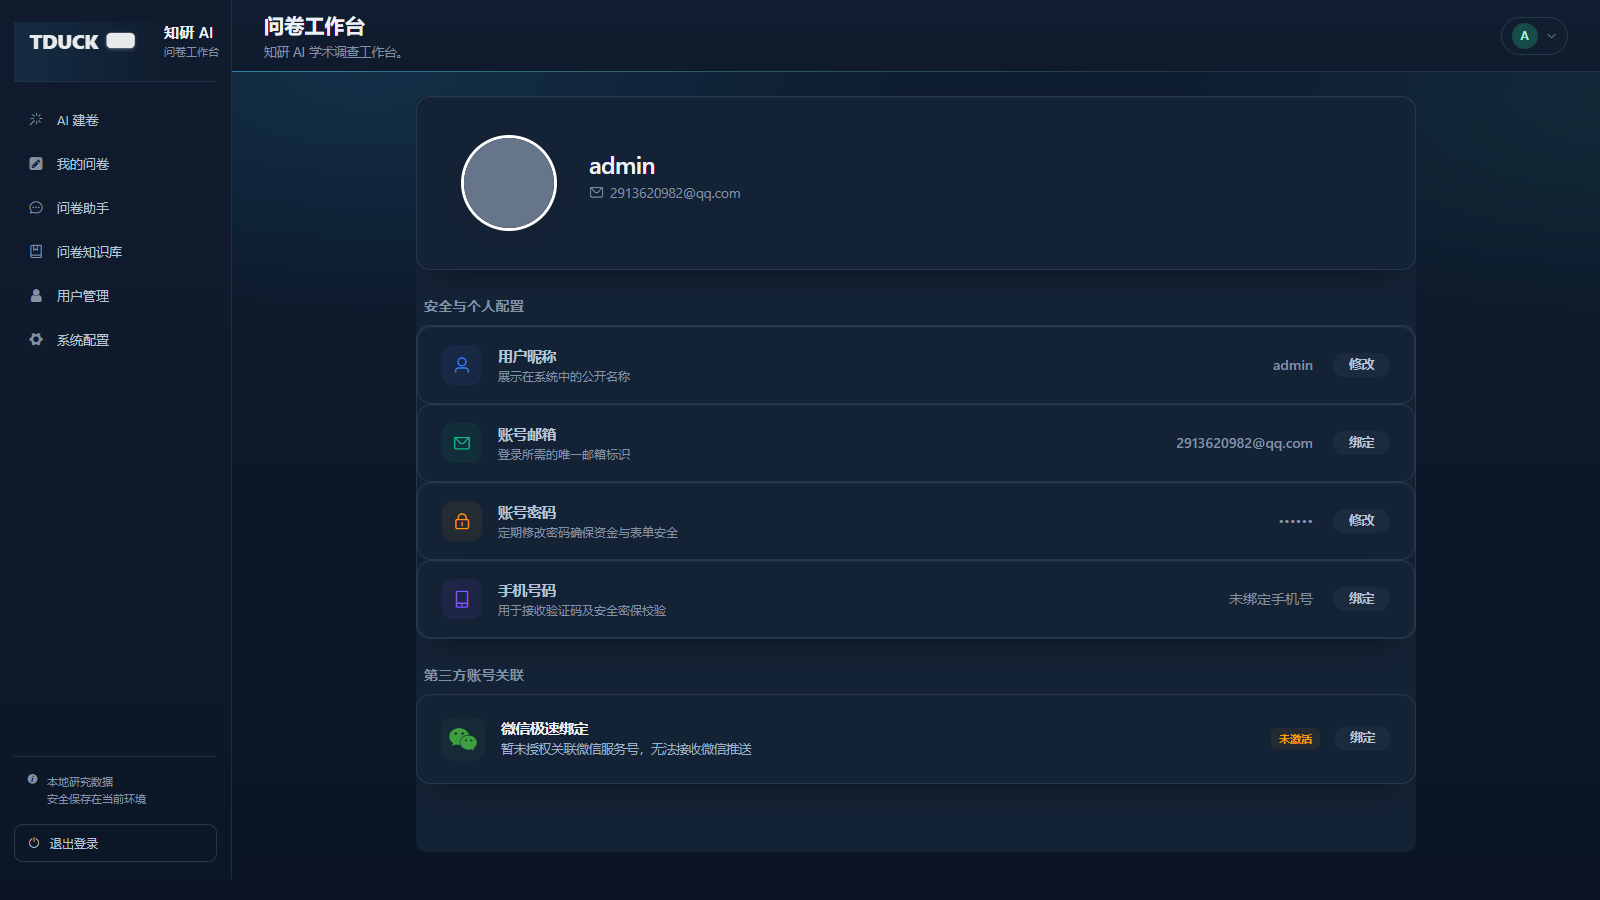 TDUCK
知研 AI
问卷工作台
AI 建卷
我的问卷
问卷助手
问卷知识库
用户管理
系统配置
本地研究数据
安全保存在当前环境
退出登录
问卷工作台
知研 AI 学术调查工作台。
A
admin
2913620982@qq.com
安全与个人配置
用户昵称
展示在系统中的公开名称
admin
修改
账号邮箱
登录所需的唯一邮箱标识
2913620982@qq.com
绑定
账号密码
定期修改密码确保资金与表单安全
••••••
修改
手机号码
用于接收验证码及安全密保校验
未绑定手机号
绑定
第三方账号关联
微信极速绑定
暂未授权关联微信服务号，无法接收微信推送
未激活
绑定